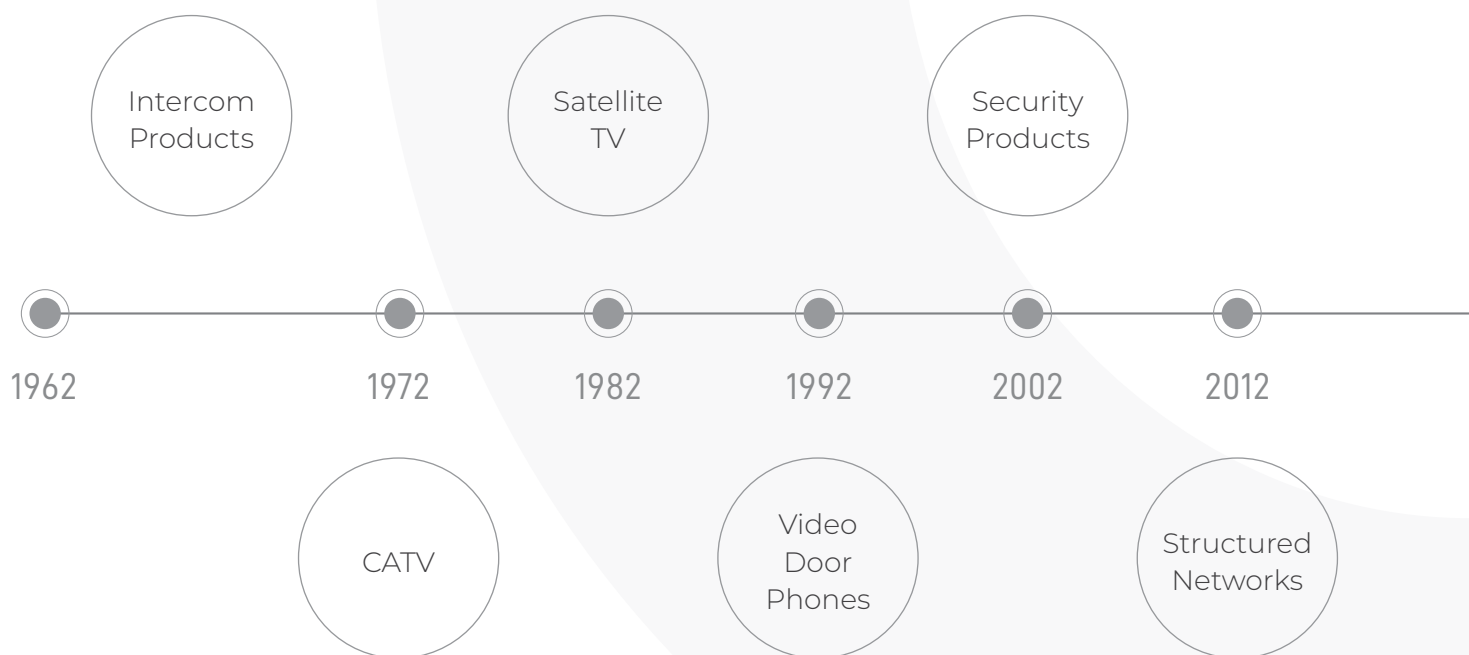 Intercom
Products
Satellite
TV
Security
Products
1962
1972
1982
1992
2002
2012
CATV
Video
Door
Phones
Structured
Networks